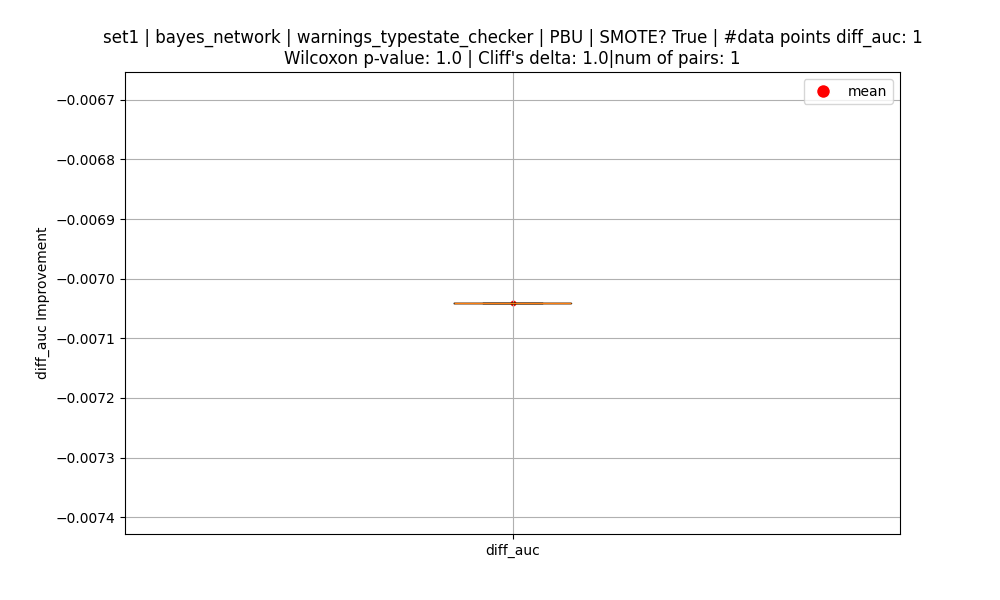 set1 | bayes_network | warnings_typestate_checker | PBU | SMOTE? True | #data points diff_auc: 1
Wilcoxon p-value: 1.0 | Cliff's delta: 1.0|num of pairs: 1
mean
−0.0067
−0.0068
−0.0069
−0.0070
−0.0071
−0.0072
−0.0073
−0.0074
diff_auc Improvement
diff_auc